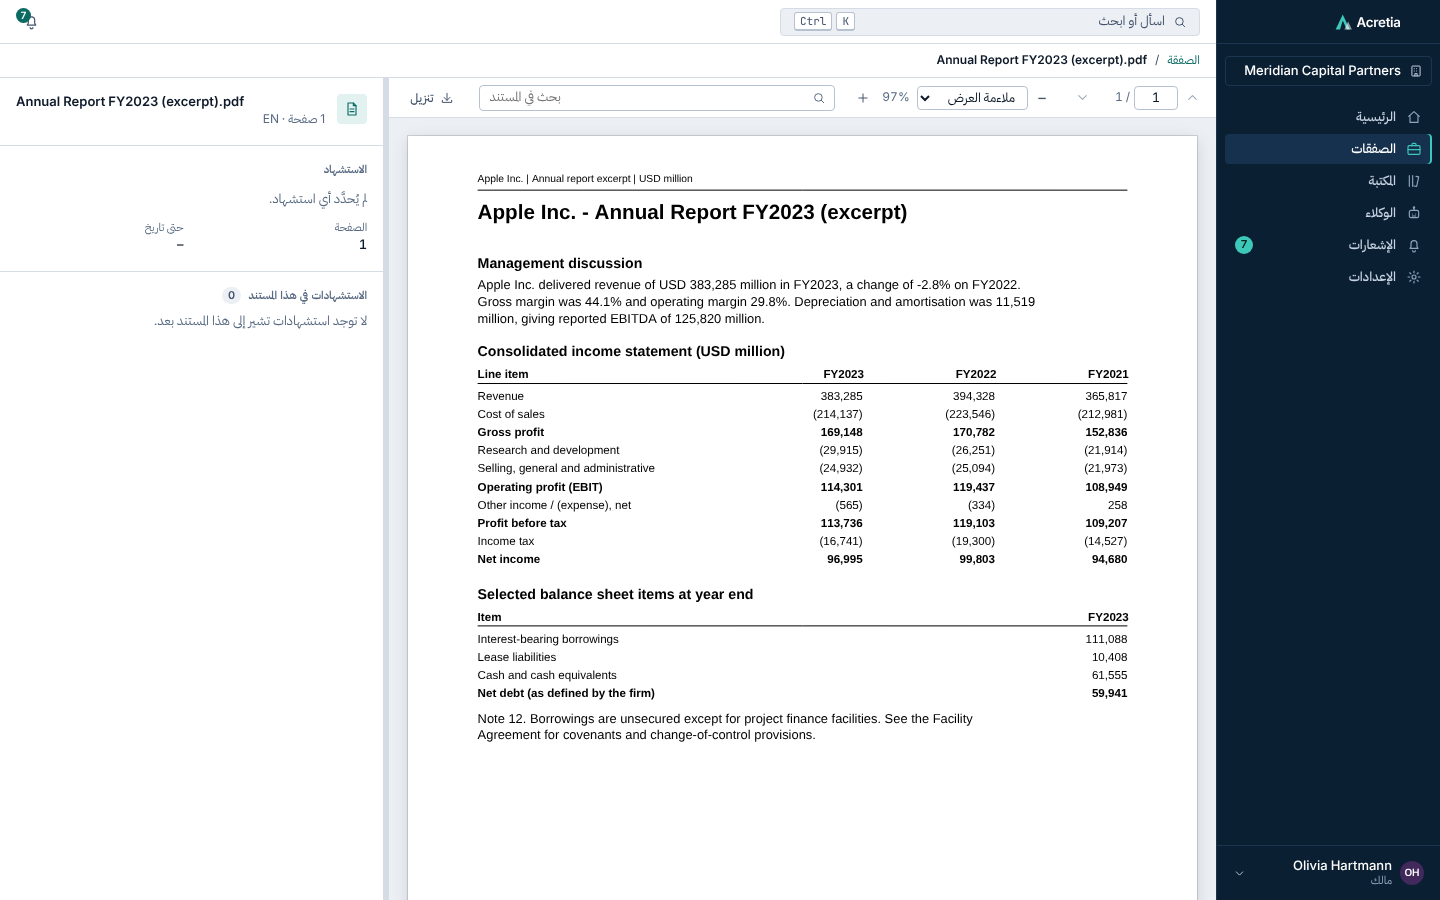 Acretia
Meridian Capital Partners
الرئيسية
الصفقات
المكتبة
الوكلاء
الإشعارات 7
الإعدادات
Olivia Hartmann
مالك
OH
اسأل أو ابحث
Ctrl K
7
الصفقة / Annual Report FY2023 (excerpt).pdf
1 / 1
ملاءمة العرض
97%
بحث في المستند
تنزيل
Apple Inc. | Annual report excerpt | USD million
Apple Inc. - Annual Report FY2023 (excerpt)
Management discussion
Apple Inc. delivered revenue of USD 383,285 million in FY2023, a change of -2.8% on FY2022.
Gross margin was 44.1% and operating margin 29.8%. Depreciation and amortisation was 11,519
million, giving reported EBITDA of 125,820 million.
Consolidated income statement (USD million)
Line item FY2023 FY2022 FY2021
Revenue 383,285 394,328 365,817
Cost of sales (214,137) (223,546) (212,981)
Gross profit 169,148 170,782 152,836
Research and development (29,915) (26,251) (21,914)
Selling, general and administrative (24,932) (25,094) (21,973)
Operating profit (EBIT) 114,301 119,437 108,949
Other income / (expense), net (565) (334) 258
Profit before tax 113,736 119,103 109,207
Income tax (16,741) (19,300) (14,527)
Net income 96,995 99,803 94,680
Selected balance sheet items at year end
Item FY2023
Interest-bearing borrowings 111,088
Lease liabilities 10,408
Cash and cash equivalents 61,555
Net debt (as defined by the firm) 59,941
Note 12. Borrowings are unsecured except for project finance facilities. See the Facility
Agreement for covenants and change-of-control provisions.
Annual Report FY2023 (excerpt).pdf
1 صفحة · EN
الاستشهاد
لم يُحدَّد أي استشهاد.
الصفحة حتى تاريخ
1 –
الاستشهادات في هذا المستند 0
لا توجد استشهادات تشير إلى هذا المستند بعد.